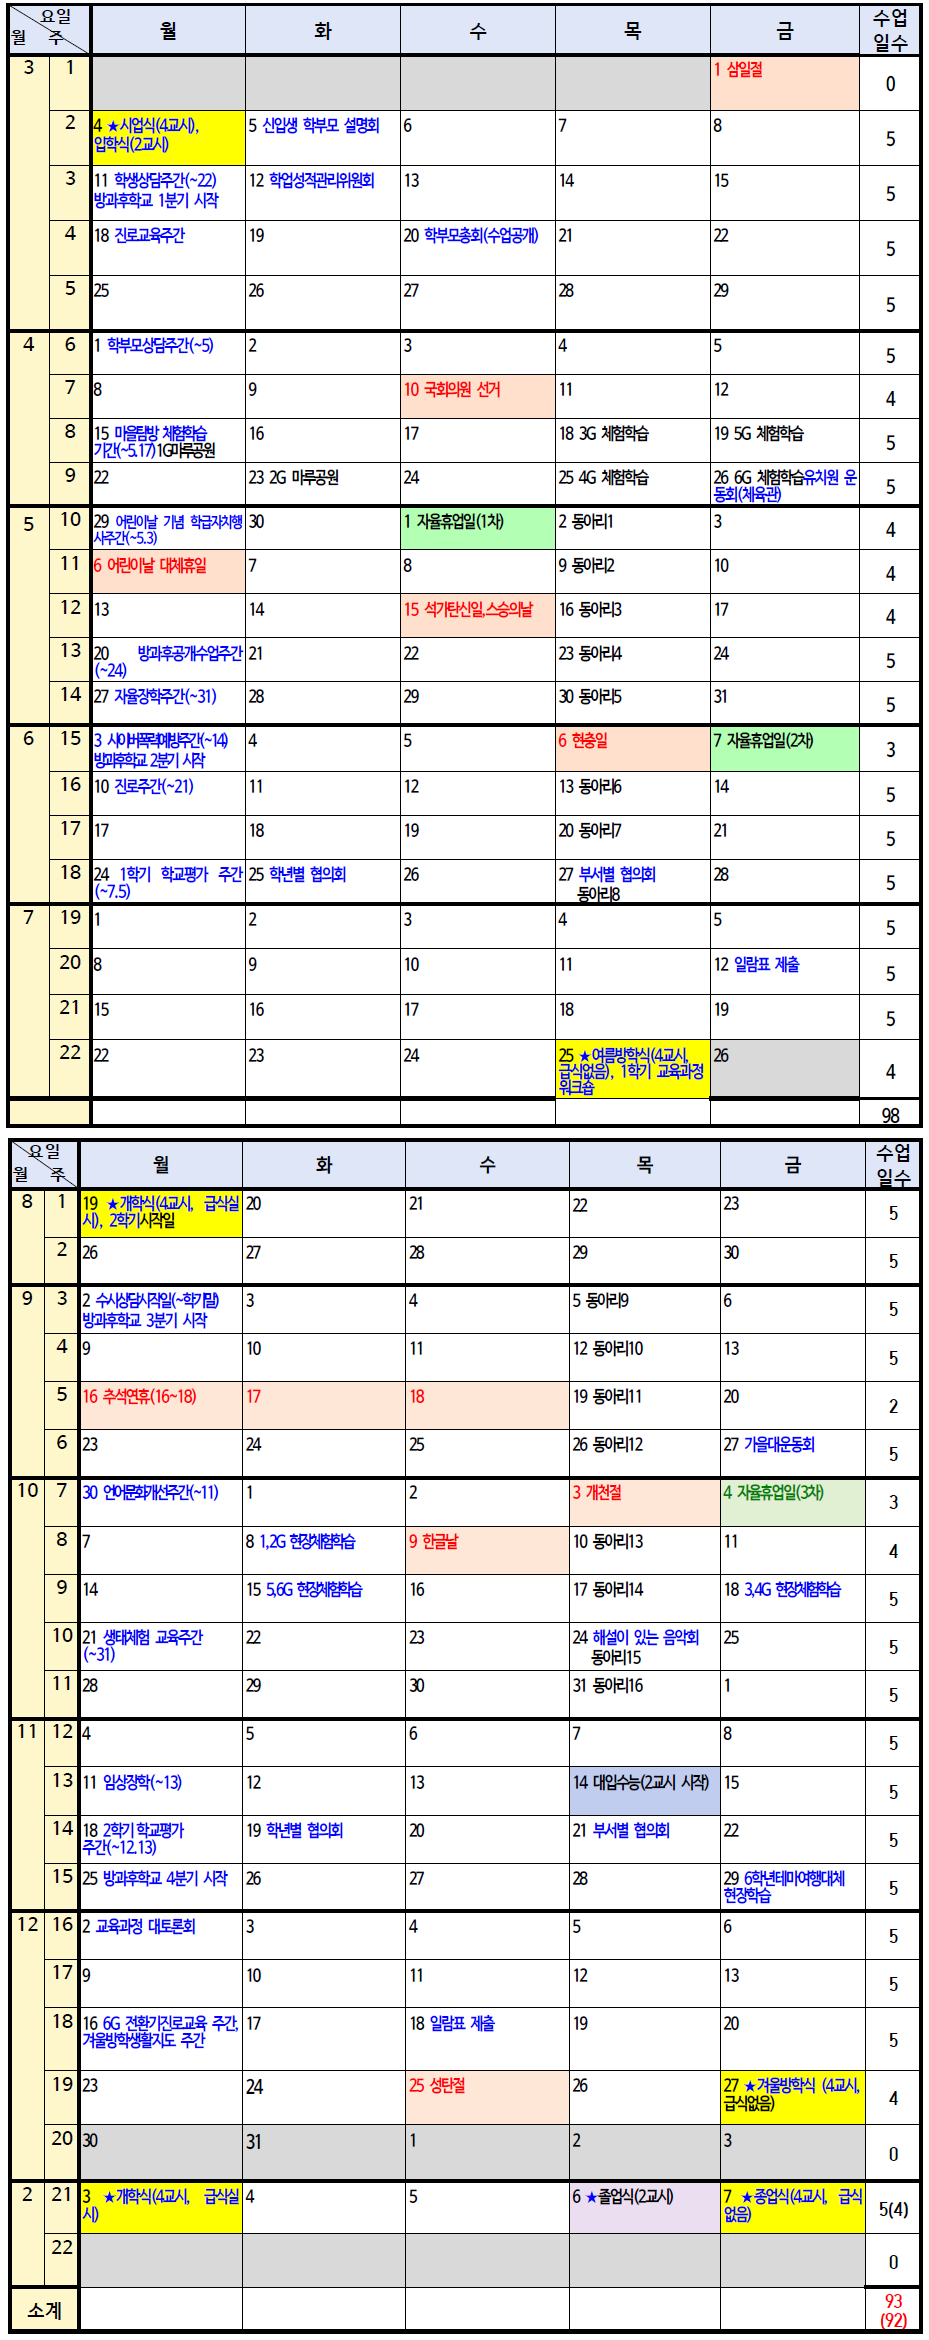 요일
월 주 월 화 수 목 금 수업
일수
3 1 1 삼일절 0
2 4 ★시업식(4교시), 5 신입생 학부모 설명회 6 7 8 5
입학식(2교시)
3 11 학생상담주간(~22) 12 학업성적관리위원회 13 14 15 5
방과후학교 1분기 시작
4 18 진로교육주간 19 20 학부모총회(수업공개) 21 22 5
5 25 26 27 28 29 5
4 6 1 학부모상담주간(~5) 2 3 4 5 5
7 8 9 10 국회의원 선거 11 12 4
8 15 마을탐방 체험학습 16 17 18 3G 체험학습 19 5G 체험학습 5
기간(~5.17)1G마루공원
9 22 23 2G 마루공원 24 25 4G 체험학습 26 6G 체험학습유치원 운 5
동회(체육관)
5 10 29 어린이날 기념 학급자치행 30 1 자율휴업일(1차) 2 동아리1 3 4
사주간(~5.3)
11 6 어린이날 대체휴일 7 8 9 동아리2 10 4
12 13 14 15 석가탄신일,스승의날 16 동아리3 17 4
13 20 방과후공개수업주간 21 22 23 동아리4 24 5
(~24)
14 27 자율장학주간(~31) 28 29 30 동아리5 31 5
6 15 3 사이버폭력예방주간(~14) 4 5 6 현충일 7 자율휴업일(2차) 3
방과후학교 2분기 시작
16 10 진로주간(~21) 11 12 13 동아리6 14 5
17 17 18 19 20 동아리7 21 5
18 24 1학기 학교평가 주간 25 학년별 협의회 26 27 부서별 협의회 28 5
(~7.5) 동아리8
7 19 1 2 3 4 5 5
20 8 9 10 11 12 일람표 제출 5
21 15 16 17 18 19 5
22 22 23 24 25 ★여름방학식(4교시, 26 4
급식없음), 1학기 교육과정
워크숍
98
요일
월 주 월 화 수 목 금 수업
일수
8 1 19 ★개학식(4교시, 급식실 20 21 22 23 5
시), 2학기시작일
2 26 27 28 29 30 5
9 3 2 수시상담시작일(~학기말) 3 4 5 동아리9 6 5
방과후학교 3분기 시작
4 9 10 11 12 동아리10 13 5
5 16 추석연휴(16~18) 17 18 19 동아리11 20 2
6 23 24 25 26 동아리12 27 가을대운동회 5
10 7 30 언어문화개선주간(~11) 1 2 3 개천절 4 자율휴업일(3차) 3
8 7 8 1,2G 현장체험학습 9 한글날 10 동아리13 11 4
9 14 15 5,6G 현장체험학습 16 17 동아리14 18 3,4G 현장체험학습 5
10 21 생태체험 교육주간 22 23 24 해설이 있는 음악회 25 5
(~31) 동아리15
11 28 29 30 31 동아리16 1 5
11 12 4 5 6 7 8 5
13 11 임상장학(~13) 12 13 14 대입수능(2교시 시작) 15 5
14 18 2학기 학교평가 19 학년별 협의회 20 21 부서별 협의회 22 5
주간(~12.13)
15 25 방과후학교 4분기 시작 26 27 28 29 6학년테마여행대체 5
현장학습
12 16 2 교육과정 대토론회 3 4 5 6 5
17 9 10 11 12 13 5
18 16 6G 전환기진로교육 주간, 17 18 일람표 제출 19 20 5
겨울방학생활지도 주간
19 23 24 25 성탄절 26 27 ★겨울방학식 (4교시, 4
급식없음)
20 30 31 1 2 3 0
2 21 3 ★개학식(4교시, 급식실 4 5 6 ★졸업식(2교시) 7 ★종업식(4교시, 급식 5(4)
시) 없음)
22 0
소계 93
(92)